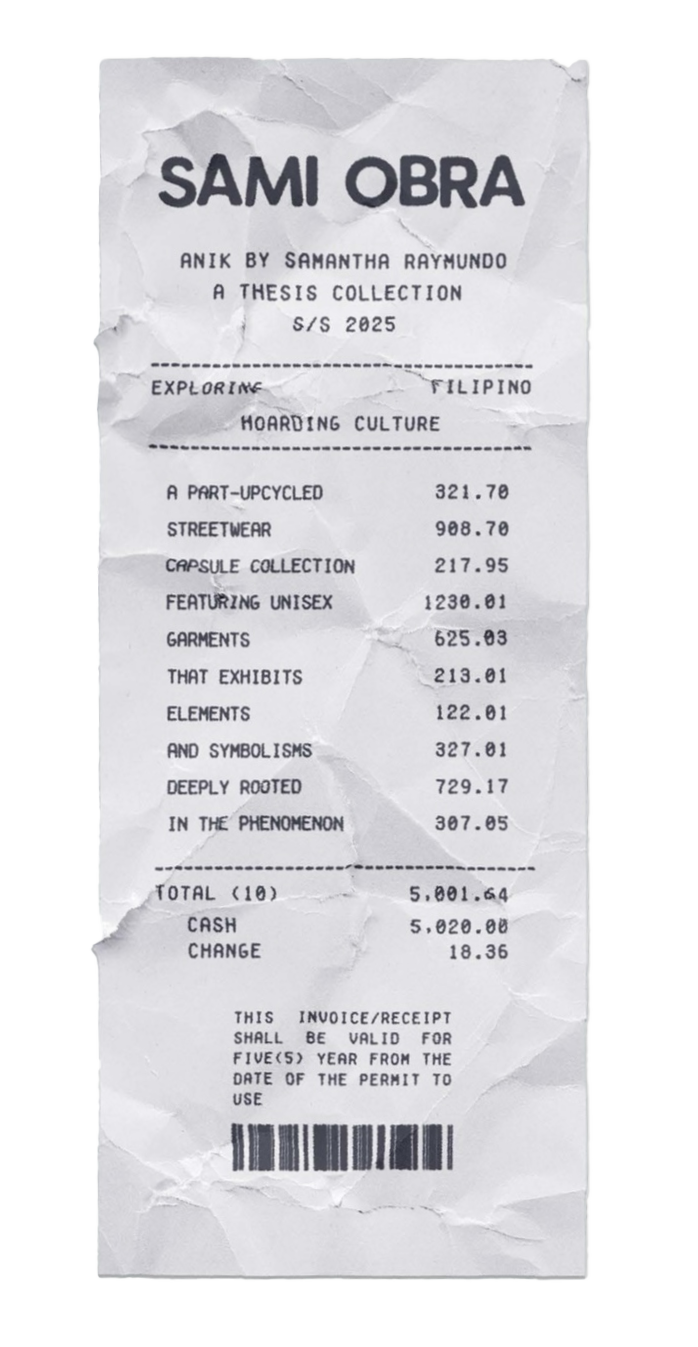 SAMI OBRA
ANIK BY SAMANTHA RAYMUNDO
A THESIS COLLECTION
S/S 2025
EXPLORING FILIPINO
HOARDING CULTURE
A PART-UPCYCLED 321.70
STREETWEAR 908.70
CAPSULE COLLECTION 217.95
FEATURING UNISEX 1230.01
GARMENTS 625.03
THAT EXHIBITS 213.01
ELEMENTS 122.01
AND SYMBOLISMS 327.01
DEEPLY ROOTED 729.17
IN THE PHENOMENON 307.05
TOTAL (10) 5,001.64
CASH 5,020.00
CHANGE 18.36
THIS INVOICE/RECEIPT
SHALL BE VALID FOR
FIVE(5) YEAR FROM THE
DATE OF THE PERMIT TO
USE